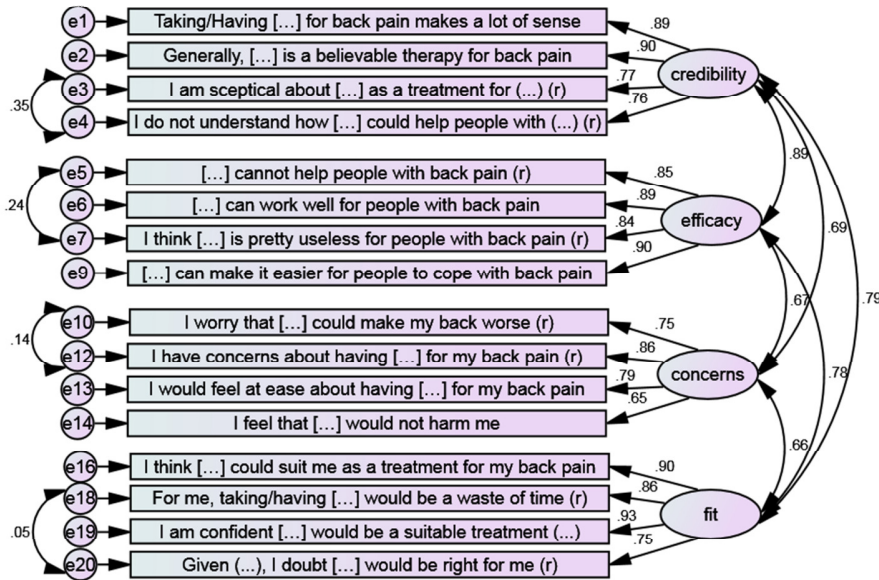 e1 Taking/Having [...] for back pain makes a lot of sense .89
e2 Generally, [...] is a believable therapy for back pain .90
credibility
e3 I am sceptical about [...] as a treatment for (...) (r) .77
.35
e4 I do not understand how [...] could help people with (...) (r) .76
.89
e5 [...] cannot help people with back pain (r) .85
.24
e6 [...] can work well for people with back pain .89
efficacy
.69
e7 I think [...] is pretty useless for people with back pain (r) .84
e9 [...] can make it easier for people to cope with back pain .90
.67
.79
e10 I worry that [...] could make my back worse (r) .75
.14
e12 I have concerns about having [...] for my back pain (r) .86
concerns
.78
e13 I would feel at ease about having [...] for my back pain .79
e14 I feel that [...] would not harm me .65
.66
e16 I think [...] could suit me as a treatment for my back pain .90
e18 For me, taking/having [...] would be a waste of time (r) .86
fit
.05
e19 I am confident [...] would be a suitable treatment (...) .93
e20 Given (...), I doubt [...] would be right for me (r) .75